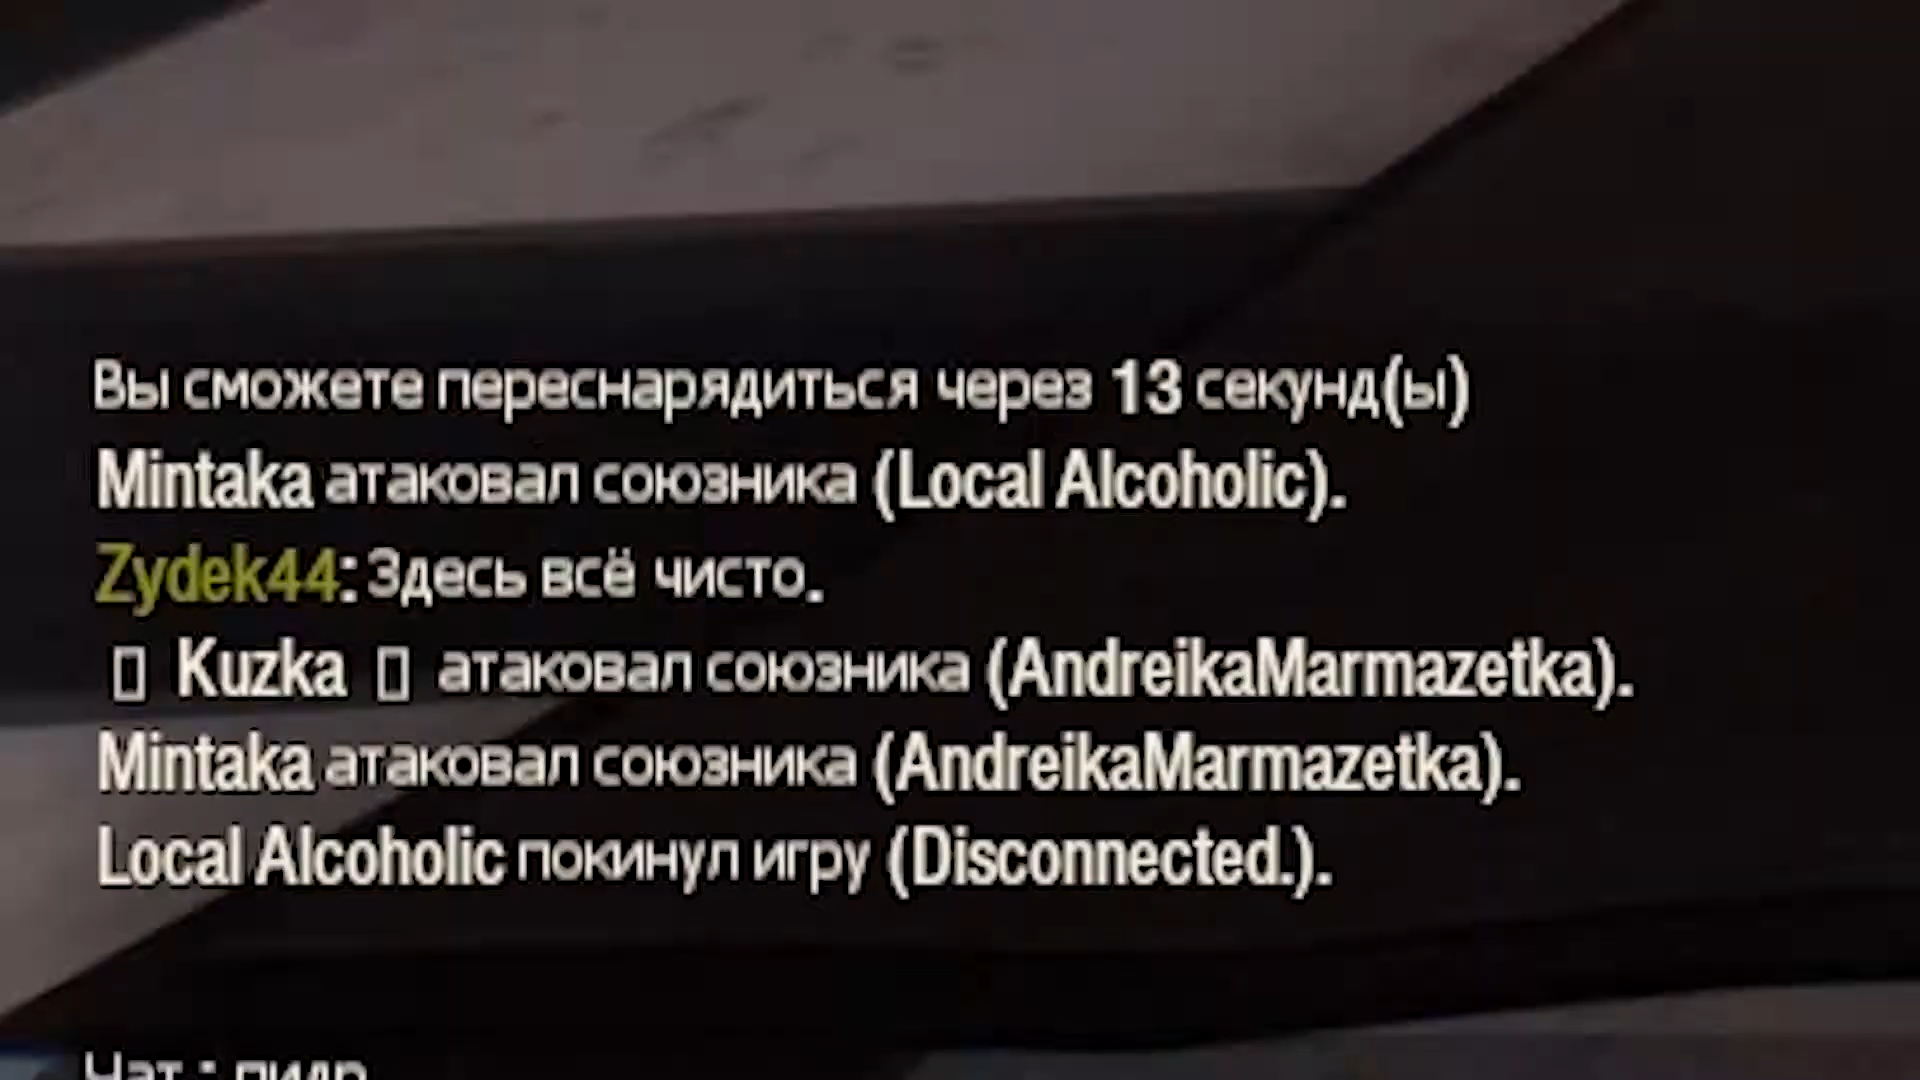 Вы сможете переснарядиться через 13 секунд(ы)
Mintaka атаковал союзника (Local Alcoholic).
Zydek44: Здесь всё чисто.
▯ Kuzka ▯ атаковал союзника (AndreikaMarmazetka).
Mintaka атаковал союзника (AndreikaMarmazetka).
Local Alcoholic покинул игру (Disconnected.).
Чат :